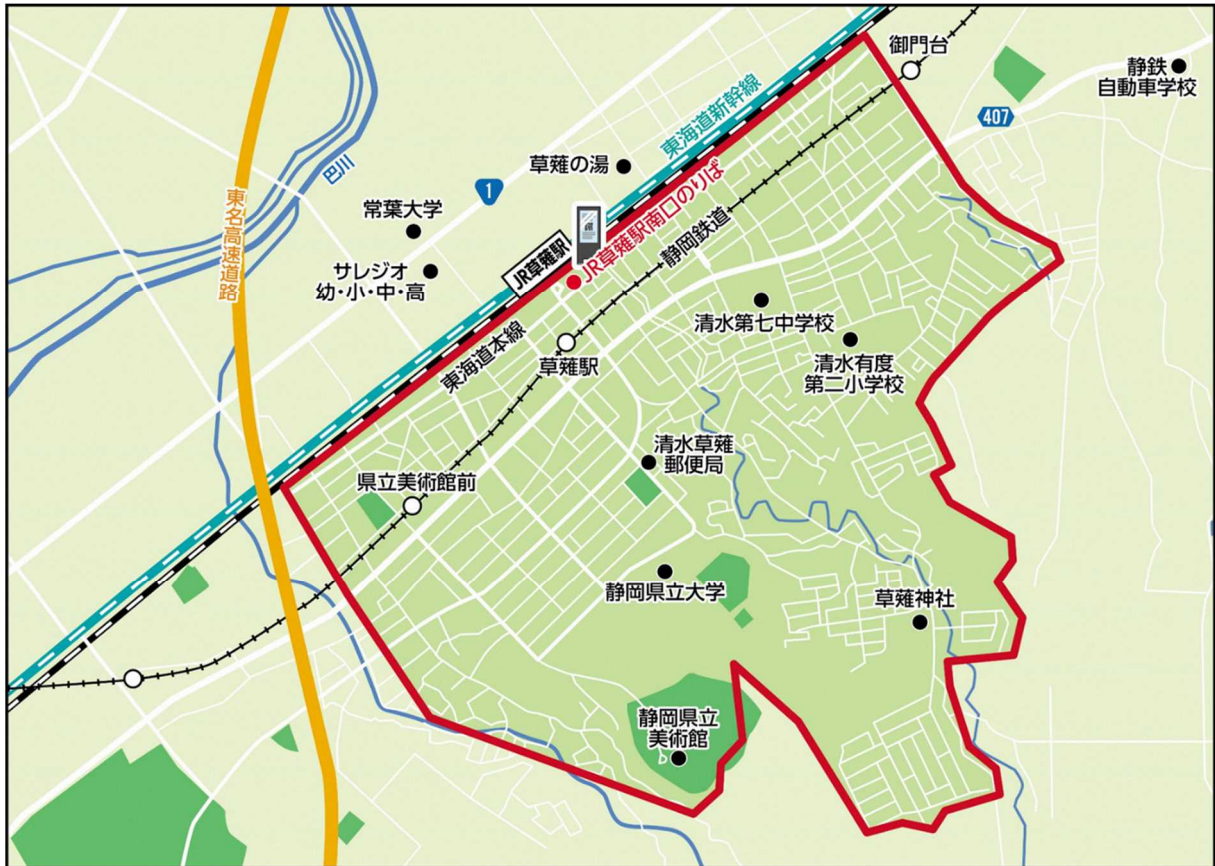 御門台
静鉄
自動車学校
407
東海道新幹線
草薙の湯
巴川
1
常葉大学
東名高速道路
サレジオ
幼・小・中・高
JR草薙駅
JR草薙駅南口のりば
静岡鉄道
清水第七中学校
清水有度
第二小学校
東海道本線
草薙駅
清水草薙
郵便局
県立美術館前
静岡県立大学
草薙神社
静岡県立
美術館